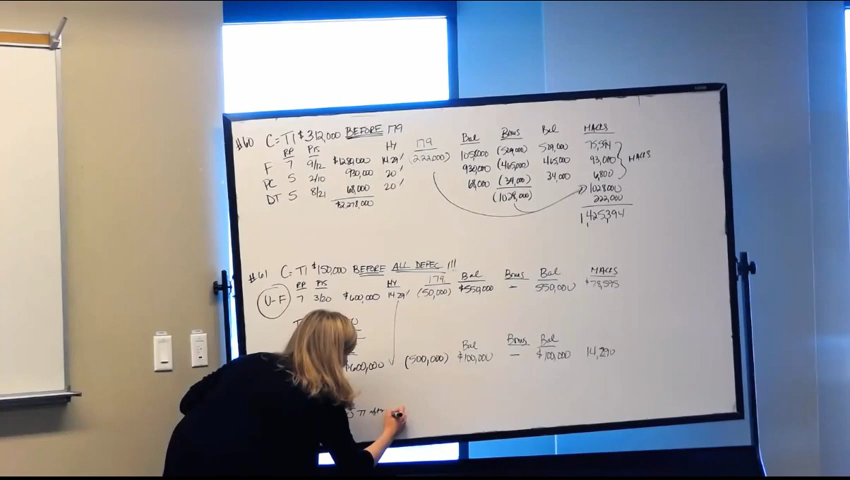 #60 C = TI $312,000 BEFORE 179
RP PIS HY 179 Bal Bonus Bal MACRS
F 7 9/12 $1280,000 14.29% (222,000) (529,000) 529,000 75,594
PC 5 2/10 930,000 20% 930,000 (465,000) 465,000 93,000 MACRS
DT 5 8/21 68,000 20% 68,000 (34,000) 34,000 6,800
$2,278,000 (1028,000) 1028,000
222,000
1,425,394
#61 C = TI $150,000 BEFORE ALL DEPEC !!!
RP PIS HY 179 Bal Bonus Bal MACRS
U-F 7 3/20 $600,000 14.29% (50,000) $550,000 - 550,000 $78,595
$600,000 (500,000) $100,000 - $100,000 14,290
TI